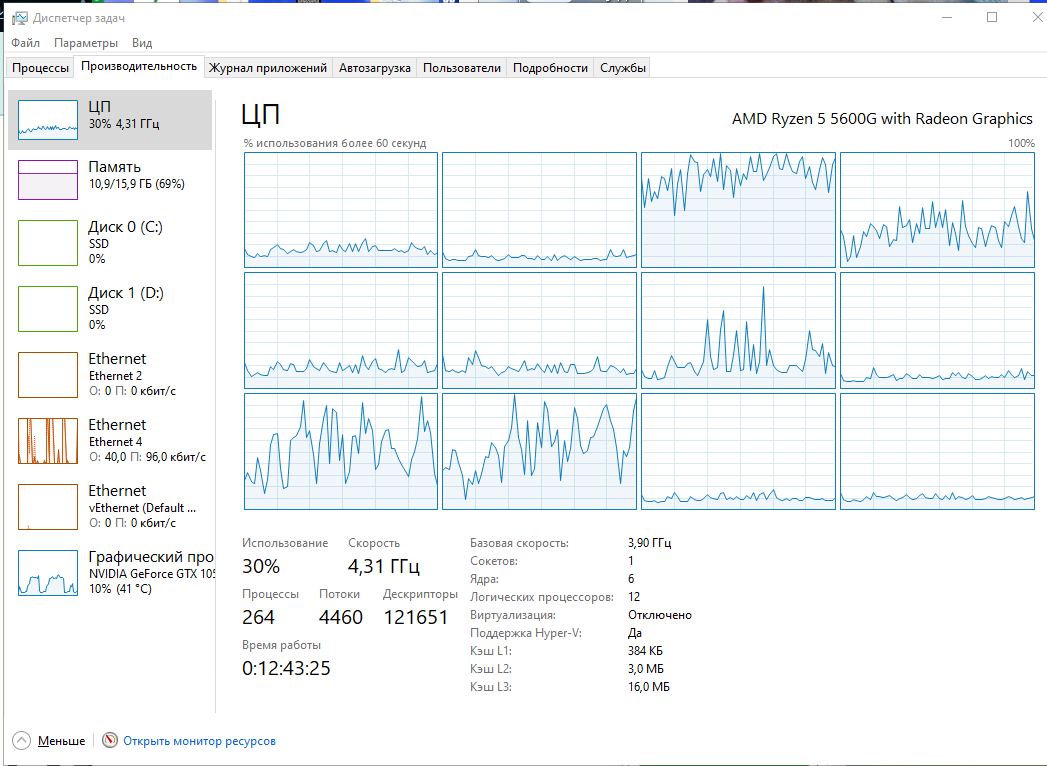 Диспетчер задач
Файл Параметры Вид
Процессы Производительность Журнал приложений Автозагрузка Пользователи Подробности Службы
ЦП
30% 4,31 ГГц
Память
10,9/15,9 ГБ (69%)
Диск 0 (C:)
SSD
0%
Диск 1 (D:)
SSD
0%
Ethernet
Ethernet 2
О: 0 П: 0 кбит/с
Ethernet
Ethernet 4
О: 40,0 П: 96,0 кбит/с
Ethernet
vEthernet (Default ...
О: 0 П: 0 кбит/с
Графический про
NVIDIA GeForce GTX 105
10% (41 °C)
ЦП
AMD Ryzen 5 5600G with Radeon Graphics
% использования более 60 секунд
100%
Использование Скорость
30% 4,31 ГГц
Процессы Потоки Дескрипторы
264 4460 121651
Время работы
0:12:43:25
Базовая скорость: 3,90 ГГц
Сокетов: 1
Ядра: 6
Логических процессоров: 12
Виртуализация: Отключено
Поддержка Hyper-V: Да
Кэш L1: 384 КБ
Кэш L2: 3,0 МБ
Кэш L3: 16,0 МБ
Меньше
Открыть монитор ресурсов